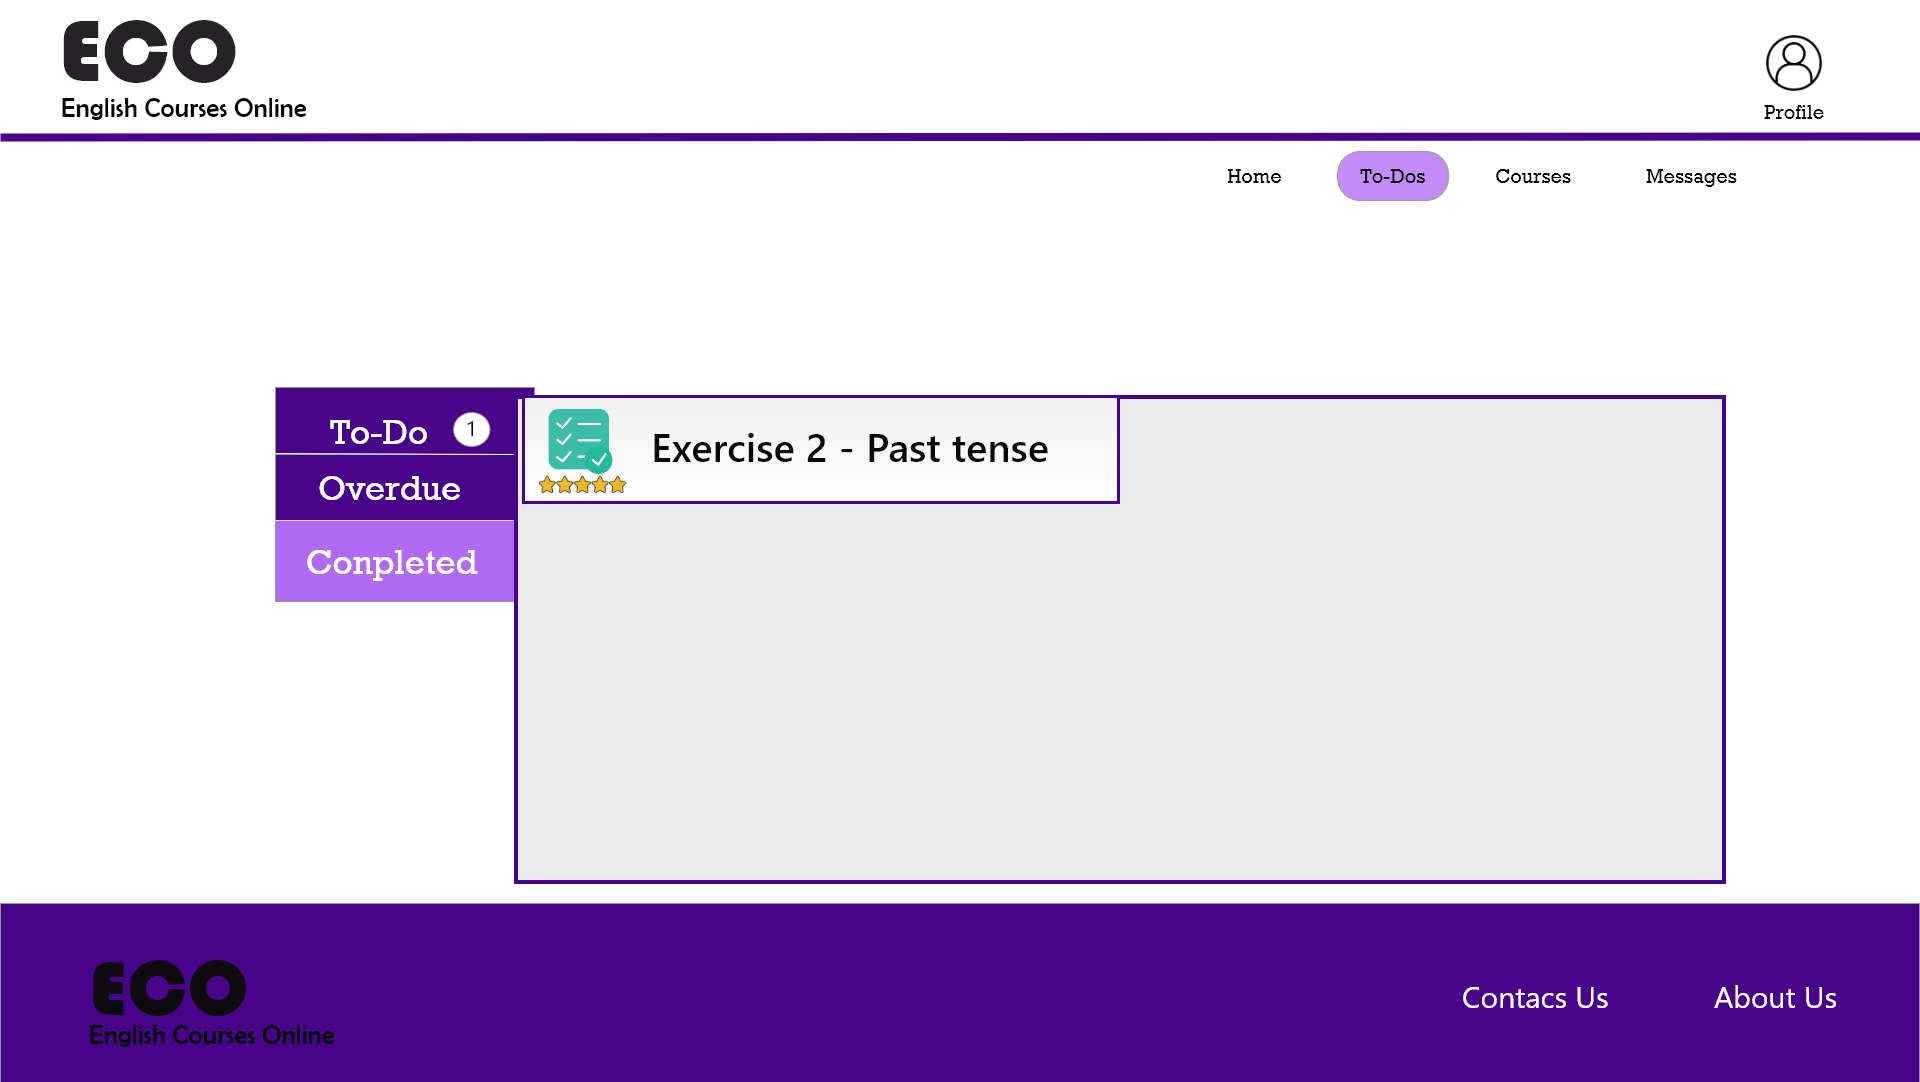 ECO
English Courses Online
Profile
Home
To-Dos
Courses
Messages
To-Do 1
Overdue
Conpleted
Exercise 2 - Past tense
ECO
English Courses Online
Contacs Us
About Us